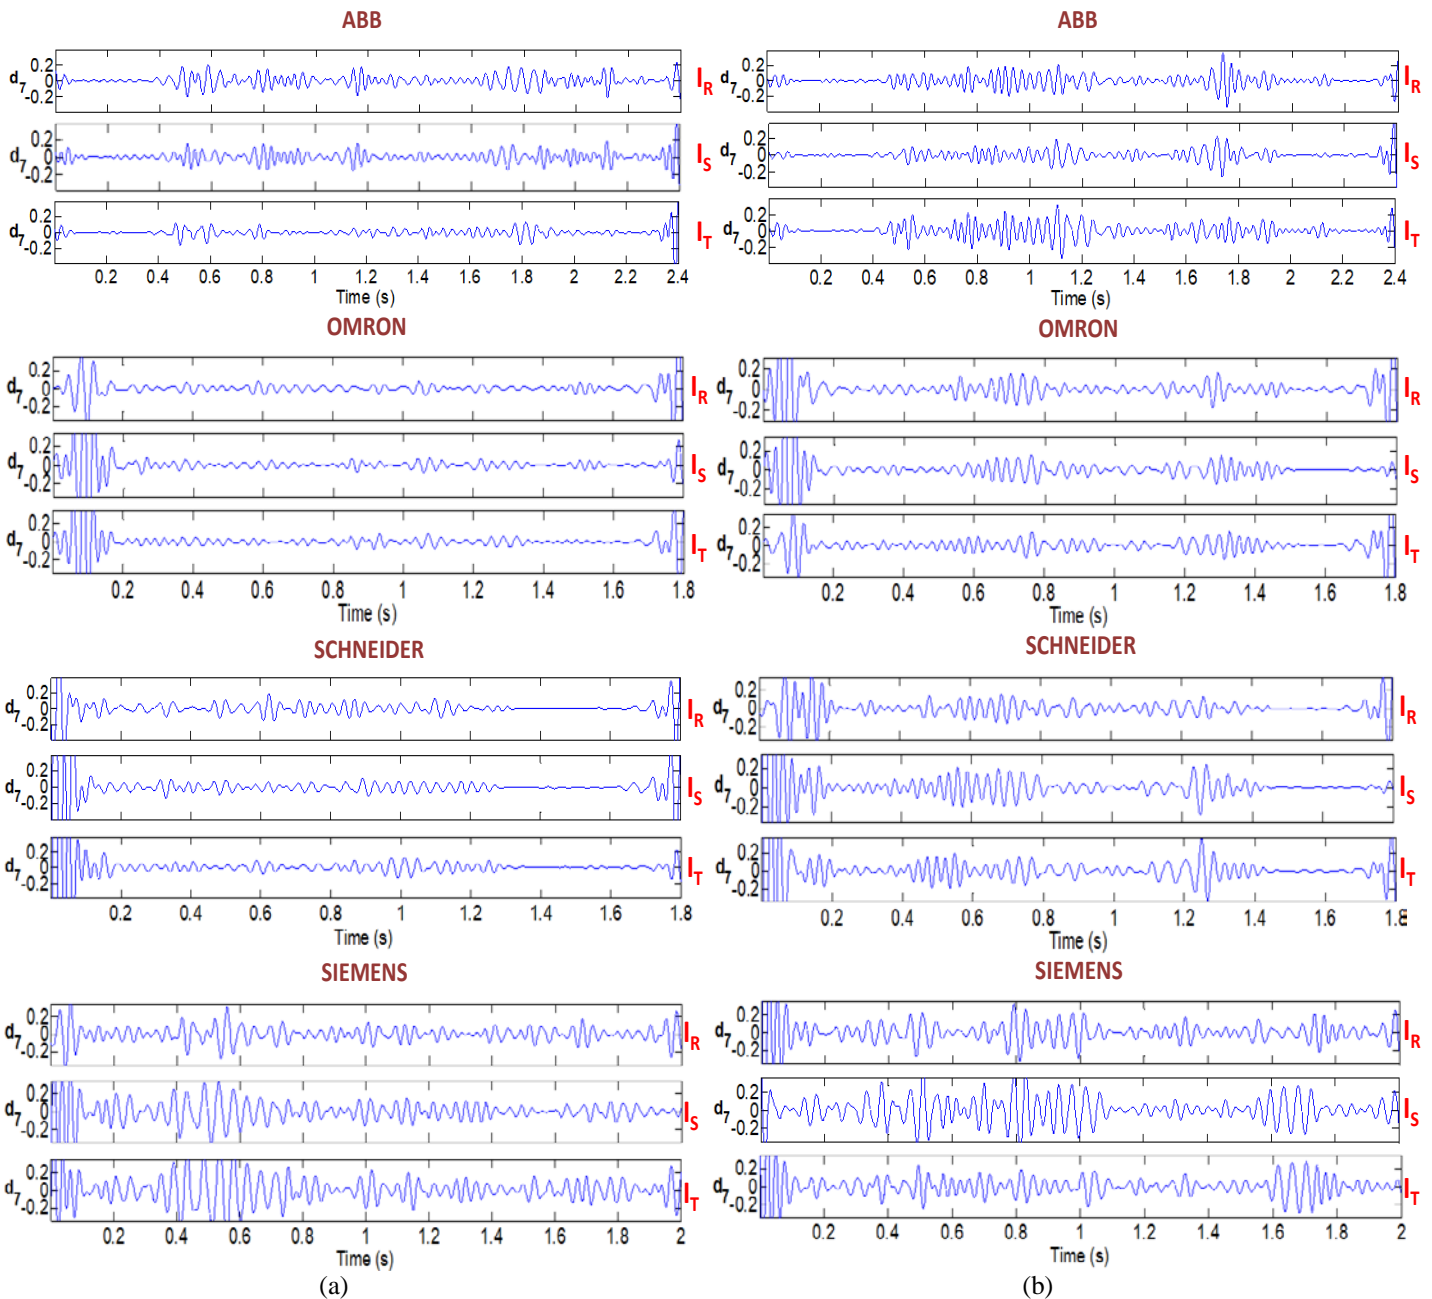 ABB
d7 0.2 0 -0.2 IR
d7 0.2 0 -0.2 IS
d7 0.2 0 -0.2 IT
0.2 0.4 0.6 0.8 1 1.2 1.4 1.6 1.8 2 2.2 2.4
Time (s)
OMRON
d7 0.2 0 -0.2 IR
d7 0.2 0 -0.2 IS
d7 0.2 0 -0.2 IT
0.2 0.4 0.6 0.8 1 1.2 1.4 1.6 1.8
Time (s)
SCHNEIDER
d7 0.2 0 -0.2 IR
d7 0.2 0 -0.2 IS
d7 0.2 0 -0.2 IT
0.2 0.4 0.6 0.8 1 1.2 1.4 1.6 1.8
Time (s)
SIEMENS
d7 0.2 0 -0.2 IR
d7 0.2 0 -0.2 IS
d7 0.2 0 -0.2 IT
0.2 0.4 0.6 0.8 1 1.2 1.4 1.6 1.8 2
Time (s)
(a)
ABB
d7 0.2 0 -0.2 IR
d7 0.2 0 -0.2 IS
d7 0.2 0 -0.2 IT
0.2 0.4 0.6 0.8 1 1.2 1.4 1.6 1.8 2 2.2 2.4
Time (s)
OMRON
d7 0.2 0 -0.2 IR
d7 0.2 0 -0.2 IS
d7 0.2 0 -0.2 IT
0.2 0.4 0.6 0.8 1 1.2 1.4 1.6 1.8
Time (s)
SCHNEIDER
d7 0.2 0 -0.2 IR
d7 0.2 0 -0.2 IS
d7 0.2 0 -0.2 IT
0.2 0.4 0.6 0.8 1 1.2 1.4 1.6 1.8
Time (s)
SIEMENS
d7 0.2 0 -0.2 IR
d7 0.2 0 -0.2 IS
d7 0.2 0 -0.2 IT
0.2 0.4 0.6 0.8 1 1.2 1.4 1.6 1.8 2
Time (s)
(b)